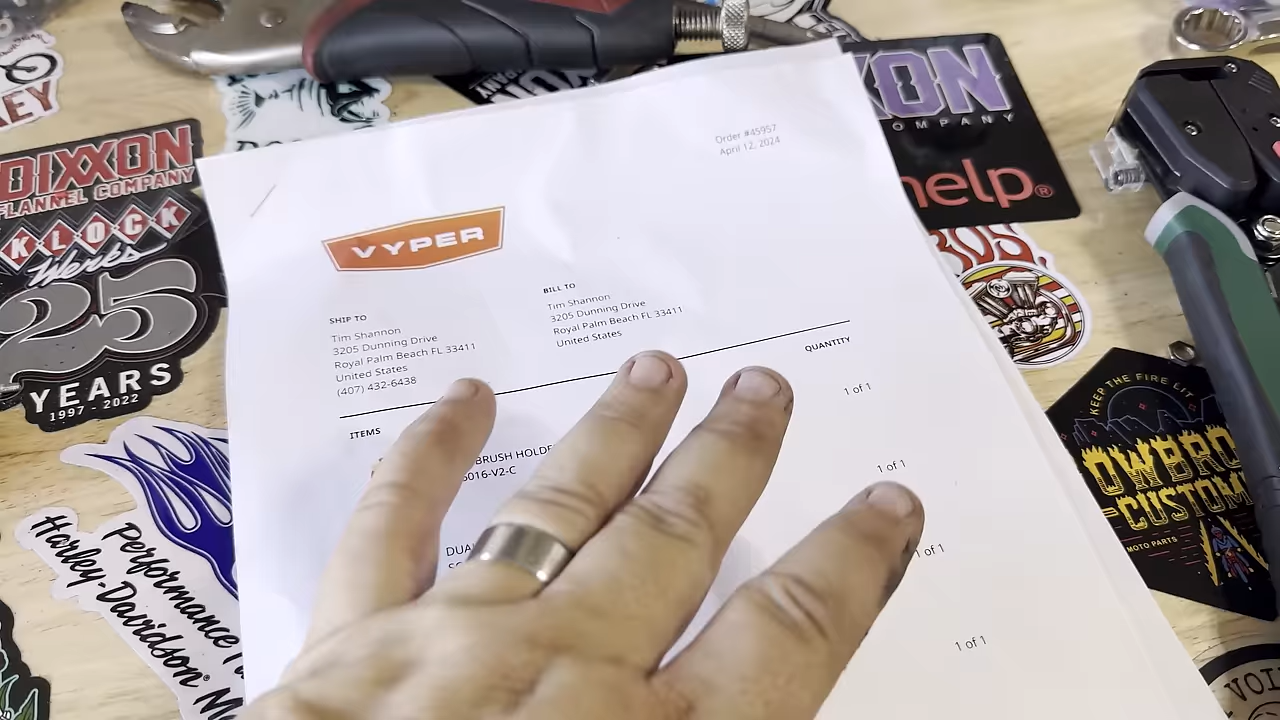 DIXXON
FLANNEL COMPANY
KLOCK
Werks
25
YEARS
1997 - 2022
Performance
Harley-Davidson®
Order #45957
April 12, 2024
VYPER
SHIP TO
Tim Shannon
3205 Dunning Drive
Royal Palm Beach FL 33411
United States
(407) 432-6438
BILL TO
Tim Shannon
3205 Dunning Drive
Royal Palm Beach FL 33411
United States
ITEMS
QUANTITY
BRUSH HOLDE
6016-V2-C
1 of 1
1 of 1
DUA
1 of 1
1 of 1
XON
COMPANY
help®
BROS.
KEEP THE FIRE LIT
OWBRO
CUSTOM
MOTO PARTS